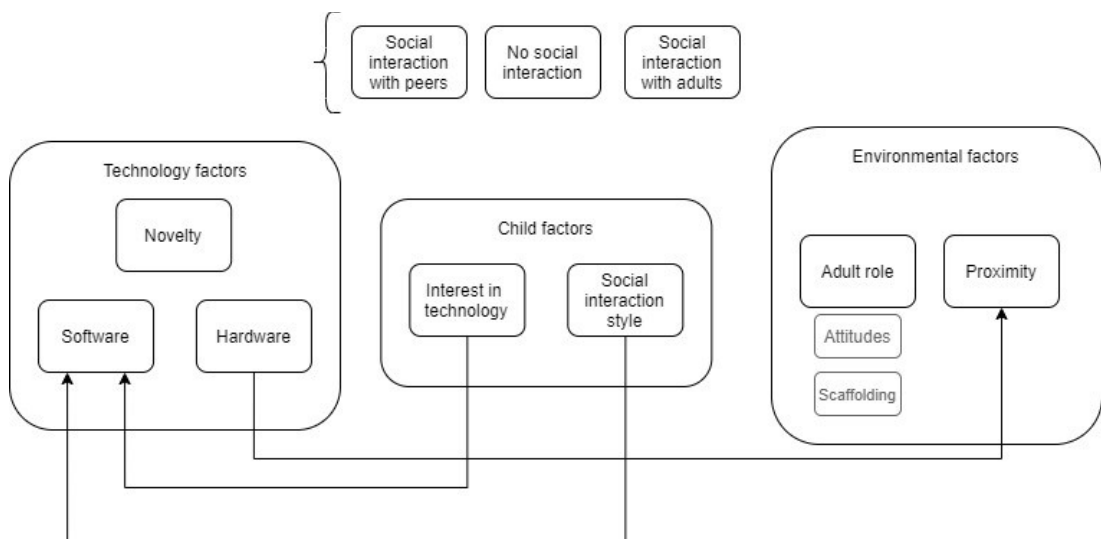 Social
interaction
with peers
No social
interaction
Social
interaction
with adults
Technology factors
Novelty
Software
Hardware
Child factors
Interest in
technology
Social
interaction
style
Environmental factors
Adult role
Proximity
Attitudes
Scaffolding